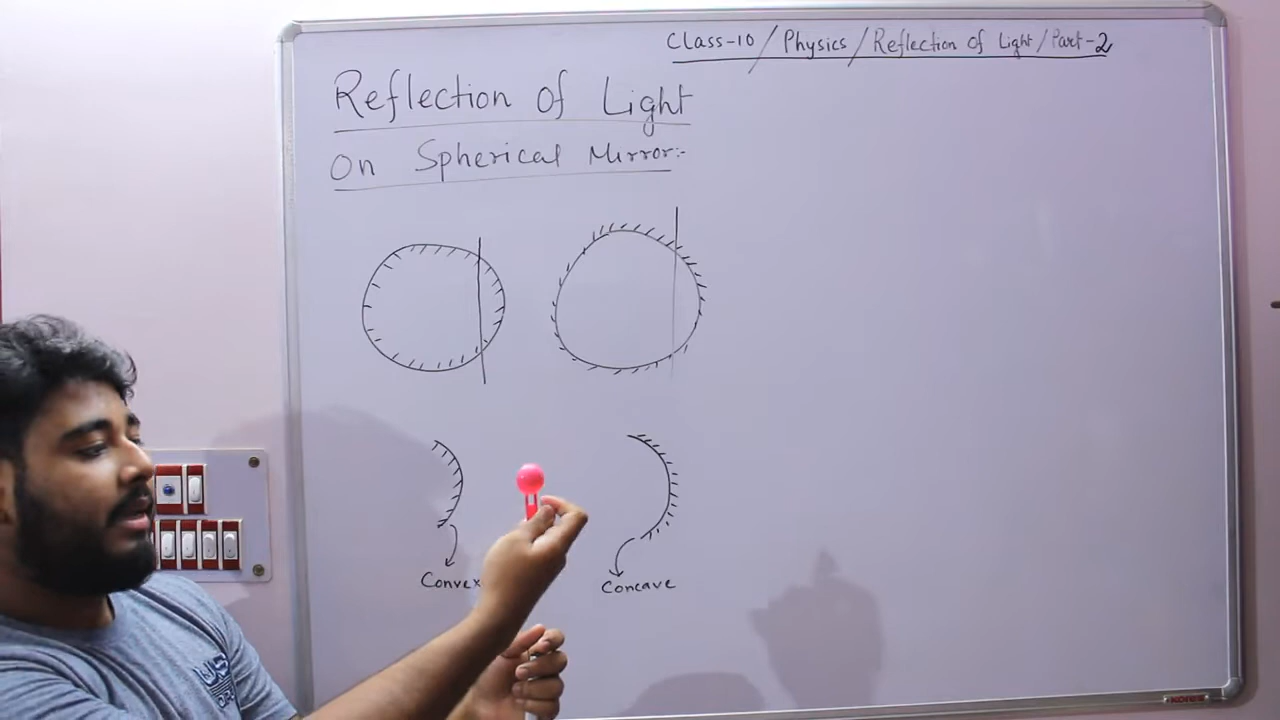 Class-10/Physics/Reflection of Light/Part-2
Reflection of Light
On Spherical Mirror:-
Convex
Concave